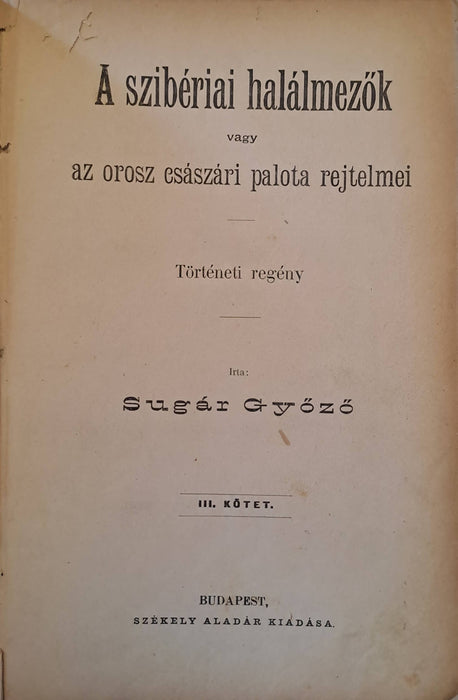 A szibériai halálmezők
vagy
az orosz császári palota rejtelmei
Történeti regény
Irta:
Sugár Győző
III. KÖTET.
BUDAPEST,
SZÉKELY ALADÁR KIADÁSA.